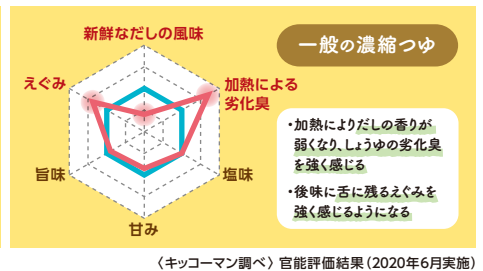 新鮮なだしの風味
一般の濃縮つゆ
えぐみ
加熱による
劣化臭
・加熱によりだしの香りが
弱くなり、しょうゆの劣化臭
を強く感じる
・後味に舌に残るえぐみを
強く感じるようになる
旨味
塩味
甘み
〈キッコーマン調べ〉官能評価結果(2020年6月実施)